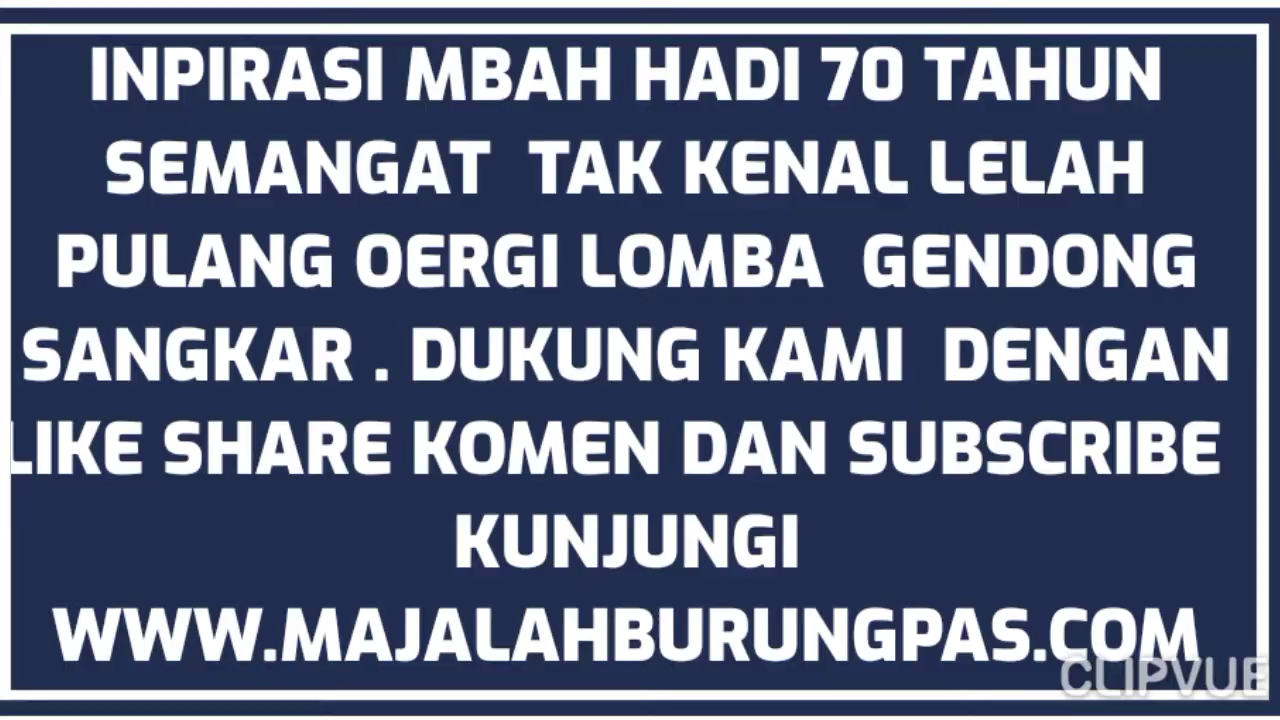 INPIRASI MBAH HADI 70 TAHUN
SEMANGAT TAK KENAL LELAH
PULANG OERGI LOMBA GENDONG
SANGKAR . DUKUNG KAMI DENGAN
LIKE SHARE KOMEN DAN SUBSCRIBE
KUNJUNGI
WWW.MAJALAHBURUNGPAS.COM
CLIPVUE